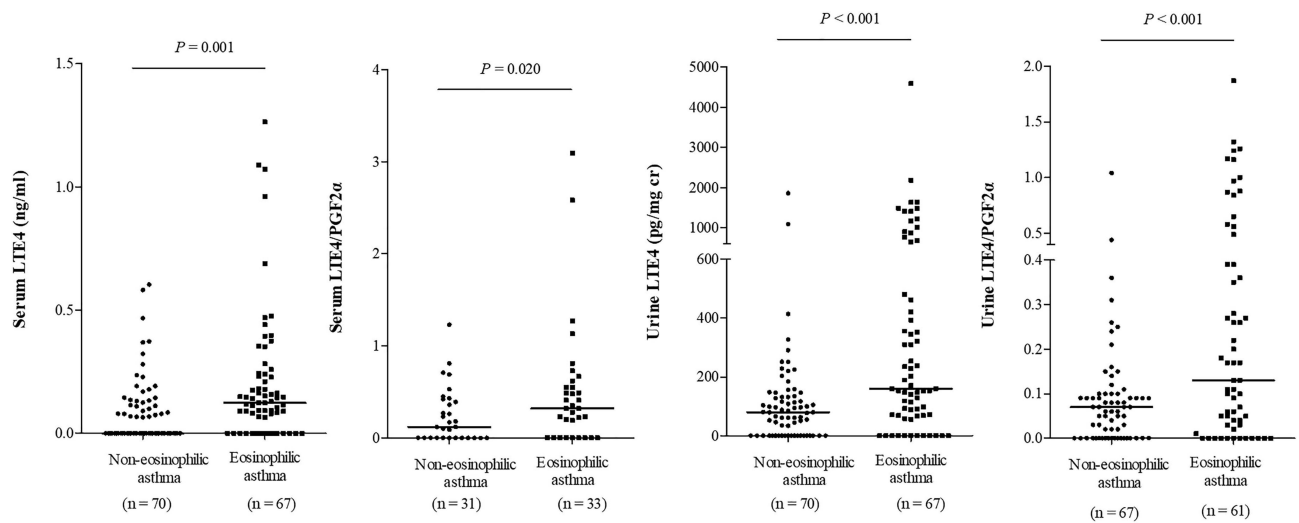 P = 0.001
Serum LTE4 (ng/ml)
1.5
1.0
0.5
0.0
Non-eosinophilic
asthma
(n = 70)
Eosinophilic
asthma
(n = 67)
P = 0.020
Serum LTE4/PGF2α
4
3
2
1
0
Non-eosinophilic
asthma
(n = 31)
Eosinophilic
asthma
(n = 33)
P < 0.001
Urine LTE4 (pg/mg cr)
5000
4000
3000
2000
1000
600
400
200
0
Non-eosinophilic
asthma
(n = 70)
Eosinophilic
asthma
(n = 67)
P < 0.001
Urine LTE4/PGF2α
2.0
1.5
1.0
0.5
0.4
0.3
0.2
0.1
0.0
Non-eosinophilic
asthma
(n = 67)
Eosinophilic
asthma
(n = 61)